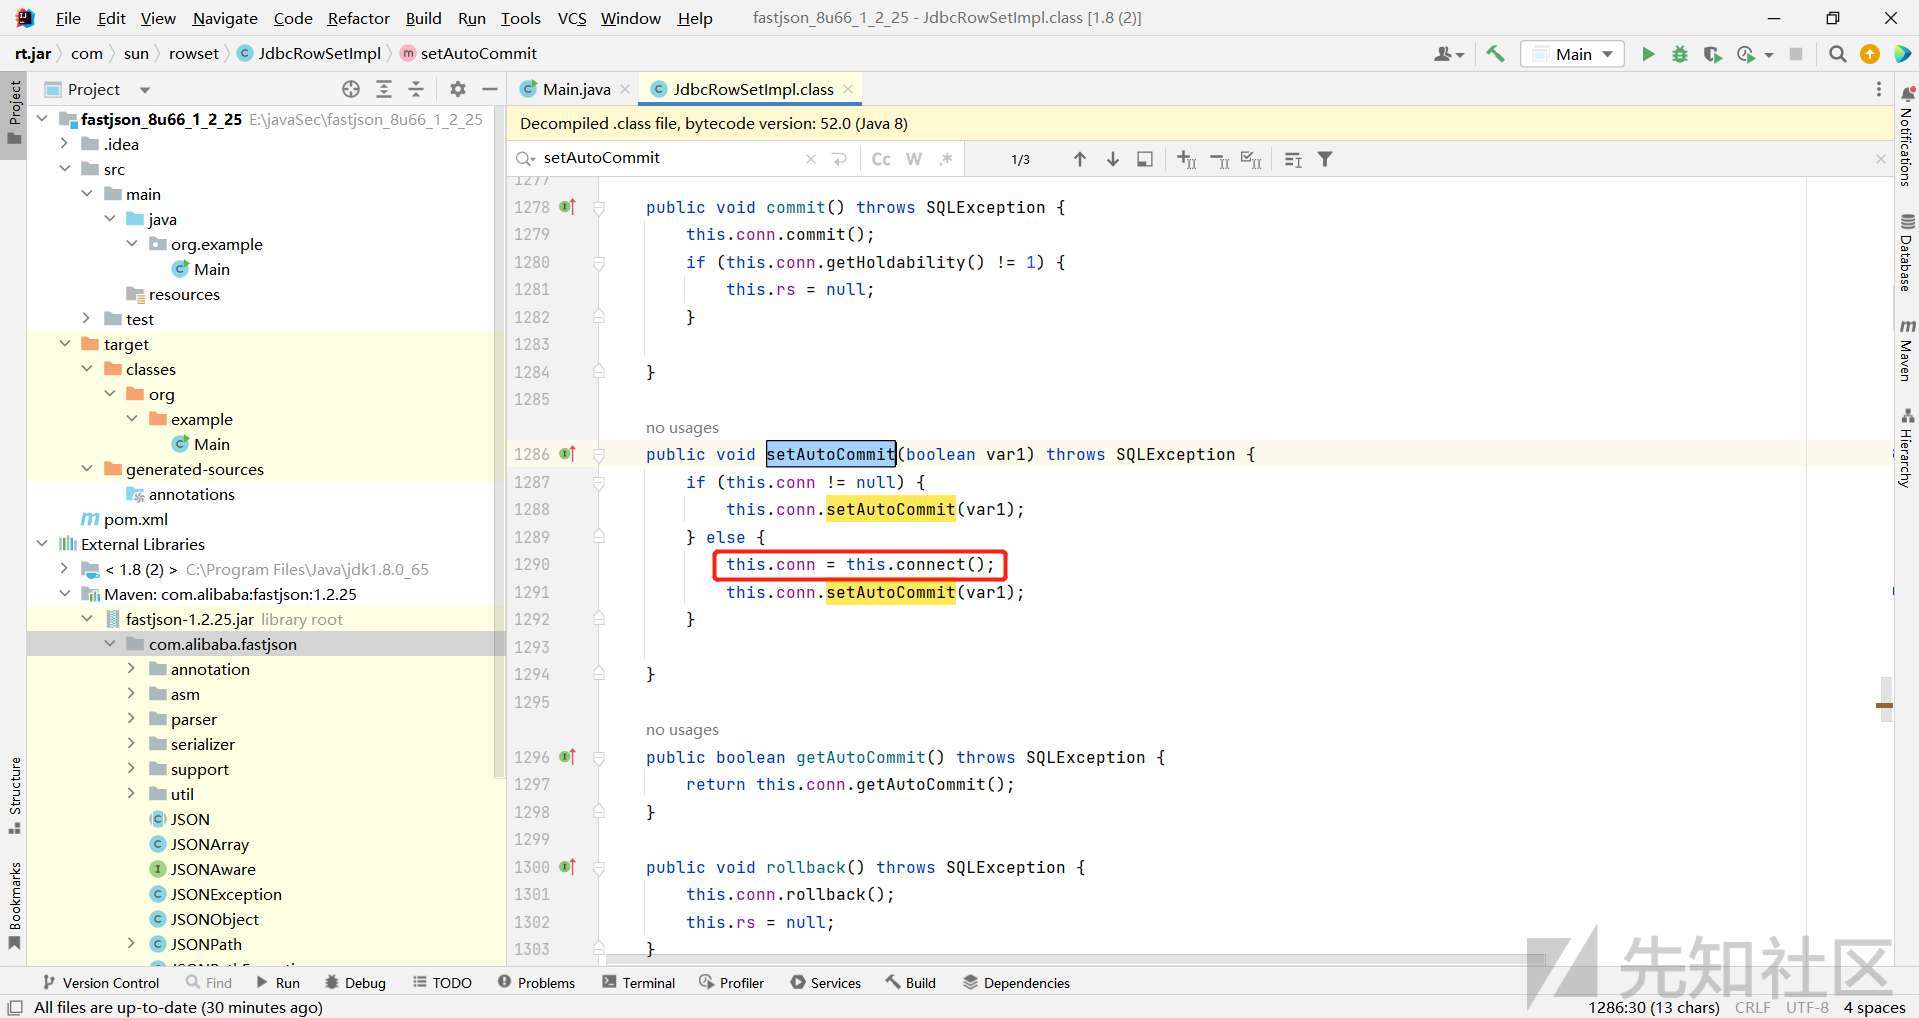 File Edit View Navigate Code Refactor Build Run Tools VCS Window Help fastjson_8u66_1_2_25 - JdbcRowSetImpl.class [1.8 (2)]
rt.jar com sun rowset JdbcRowSetImpl setAutoCommit Main
Project
Main.java JdbcRowSetImpl.class
Decompiled .class file, bytecode version: 52.0 (Java 8)
setAutoCommit Cc W .* 1/3
fastjson_8u66_1_2_25 E:\javaSec\fastjson_8u66_1_2_25
.idea
src
main
java
org.example
Main
resources
test
target
classes
org
example
Main
generated-sources
annotations
pom.xml
External Libraries
< 1.8 (2) > C:\Program Files\Java\jdk1.8.0_65
Maven: com.alibaba:fastjson:1.2.25
fastjson-1.2.25.jar library root
com.alibaba.fastjson
annotation
asm
parser
serializer
support
util
JSON
JSONArray
JSONAware
JSONException
JSONObject
JSONPath
1277
1278 public void commit() throws SQLException {
1279 this.conn.commit();
1280 if (this.conn.getHoldability() != 1) {
1281 this.rs = null;
1282 }
1283
1284 }
1285
no usages
1286 public void setAutoCommit(boolean var1) throws SQLException {
1287 if (this.conn != null) {
1288 this.conn.setAutoCommit(var1);
1289 } else {
1290 this.conn = this.connect();
1291 this.conn.setAutoCommit(var1);
1292 }
1293
1294 }
1295
no usages
1296 public boolean getAutoCommit() throws SQLException {
1297 return this.conn.getAutoCommit();
1298 }
1299
1300 public void rollback() throws SQLException {
1301 this.conn.rollback();
1302 this.rs = null;
1303 }
Project
Structure
Bookmarks
Notifications
Database
Maven
Hierarchy
Version Control Find Run Debug TODO Problems Terminal Profiler Services Build Dependencies
All files are up-to-date (30 minutes ago) 1286:30 (13 chars) CRLF UTF-8 4 spaces
先知社区